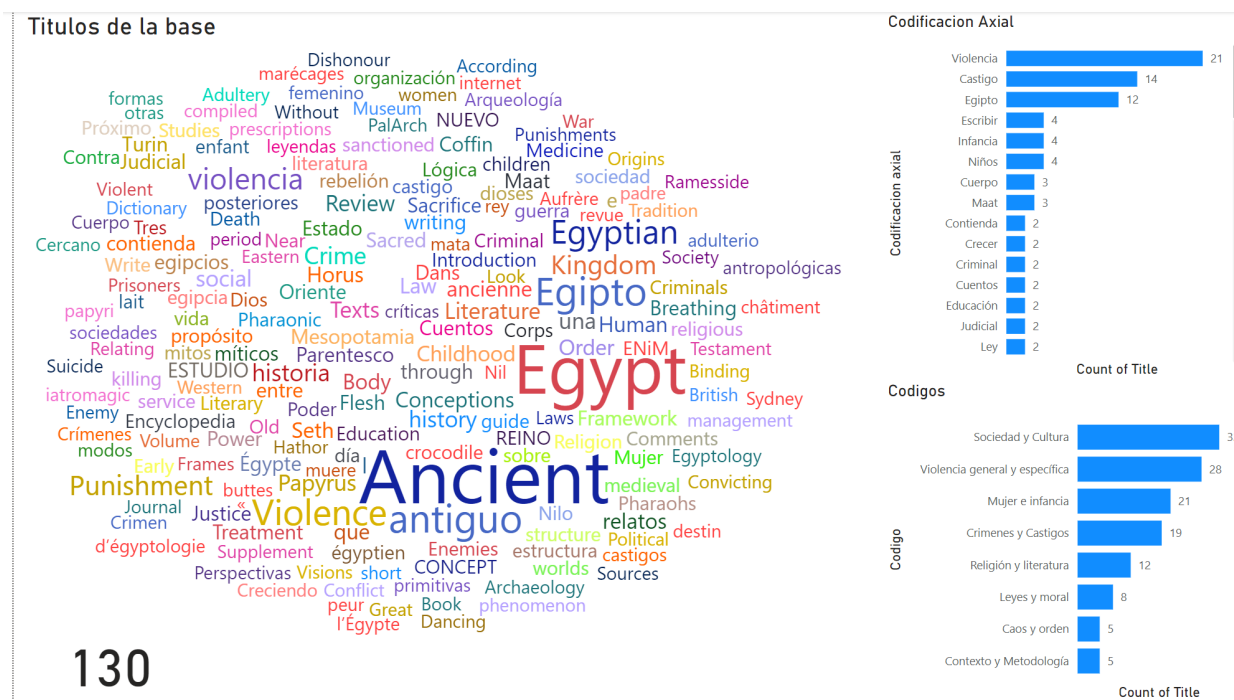 Titulos de la base
Dishonour
According
marécages
organización
internet
formas
Adultery
femenino
women
Arqueología
otras
compiled
Without
Museum
NUEVO
War
Próximo
Studies
prescriptions
PalArch
Punishments
Turin
enfant
leyendas
sanctioned
Coffin
Medicine
Contra
Judicial
literatura
Lógica
children
Origins
violencia
rebelión
castigo
Maat
sociedad
Ramesside
Violent
dioses
Aufrère
e
padre
Dictionary
posteriores
Review
Sacrifice
rey
guerra
revue
Tradition
Cuerpo
Tres
Death
Estado
writing
Egyptian
adulterio
Cercano
contienda
period
Near
Sacred
mata
Criminal
Write
egipcios
Eastern
Crime
Introduction
Kingdom
Society
antropológicas
Prisoners
social
Horus
Dans
Look
Criminals
lait
egipcia
Dios
Oriente
Law
ancienne
Egipto
Breathing
châtiment
papyri
vida
Pharaonic
Texts
críticas
Literature
una
Human
religious
sociedades
propósito
Mesopotamia
Cuentos
Corps
Relating
mitos
míticos
Parentesco
Childhood
Order
ENiM
Testament
Suicide
killing
ESTUDIO
historia
through
Nil
Egypt
Binding
iatromagic
service
Western
entre
Body
Conceptions
British
Sydney
Enemy
Literary
Poder
Flesh
history
guide
Laws
Framework
management
Encyclopedia
Old
Seth
Education
REINO
Religion
Comments
Crímenes
Volume
Power
Hathor
día
crocodile
sobre
Mujer
Egyptology
modos
Early
Frames
Égypte
muere
l
Ancient
medieval
Convicting
Punishment
buttes
Papyrus
Journal
«
Pharaohs
Crimen
Justice
Violence
antiguo
Nilo
relatos
d'égyptologie
Treatment
que
structure
Political
destin
Supplement
égyptien
Enemies
estructura
castigos
Perspectivas
Visions
short
CONCEPT
worlds
Sources
Creciendo
Conflict
primitivas
Archaeology
peur
Great
Book
phenomenon
l'Égypte
Dancing
130
Codificacion Axial
Codificacion axial
Violencia 21
Castigo 14
Egipto 12
Escribir 4
Infancia 4
Niños 4
Cuerpo 3
Maat 3
Contienda 2
Crecer 2
Criminal 2
Cuentos 2
Educación 2
Judicial 2
Ley 2
Count of Title
Codigos
Codigo
Sociedad y Cultura 3
Violencia general y específica 28
Mujer e infancia 21
Crimenes y Castigos 19
Religión y literatura 12
Leyes y moral 8
Caos y orden 5
Contexto y Metodología 5
Count of Title